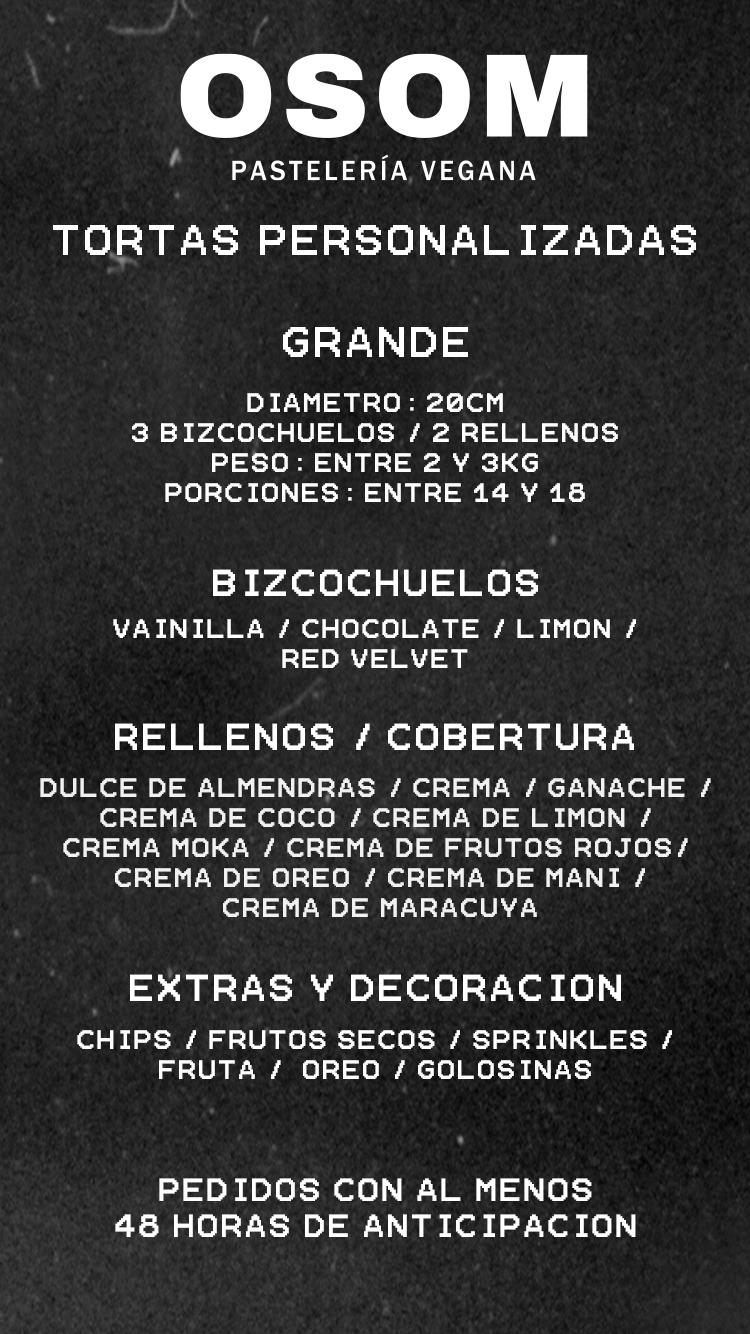 OSOM
PASTELERÍA VEGANA
TORTAS PERSONALIZADAS
GRANDE
DIAMETRO: 20CM
3 BIZCOCHUELOS / 2 RELLENOS
PESO: ENTRE 2 Y 3KG
PORCIONES: ENTRE 14 Y 18
BIZCOCHUELOS
VAINILLA / CHOCOLATE / LIMON /
RED VELVET
RELLENOS / COBERTURA
DULCE DE ALMENDRAS / CREMA / GANACHE /
CREMA DE COCO / CREMA DE LIMON /
CREMA MOKA / CREMA DE FRUTOS ROJOS/
CREMA DE OREO / CREMA DE MANI /
CREMA DE MARACUYA
EXTRAS Y DECORACION
CHIPS / FRUTOS SECOS / SPRINKLES /
FRUTA / OREO / GOLOSINAS
PEDIDOS CON AL MENOS
48 HORAS DE ANTICIPACION